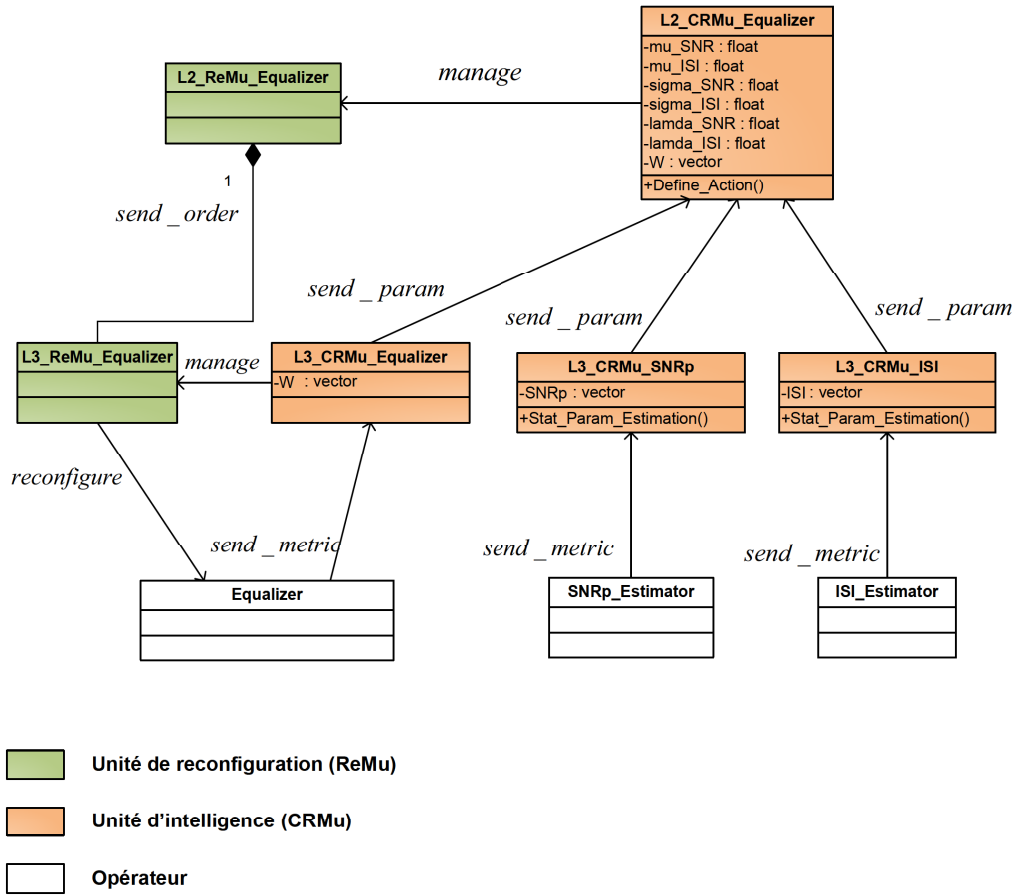 L2_CRMu_Equalizer
-mu_SNR : float
-mu_ISI : float
-sigma_SNR : float
-sigma_ISI : float
-lamda_SNR : float
-lamda_ISI : float
-W : vector
+Define_Action()
L2_ReMu_Equalizer
manage
1
send _ order
send _ param
send _ param
send _ param
L3_ReMu_Equalizer
manage
L3_CRMu_Equalizer
-W : vector
L3_CRMu_SNRp
-SNRp : vector
+Stat_Param_Estimation()
L3_CRMu_ISI
-ISI : vector
+Stat_Param_Estimation()
reconfigure
send _ metric
send _ metric
send _ metric
Equalizer
SNRp_Estimator
ISI_Estimator
Unité de reconfiguration (ReMu)
Unité d'intelligence (CRMu)
Opérateur